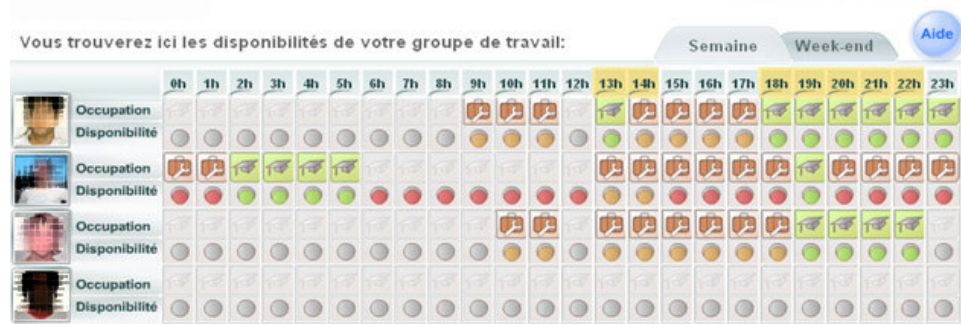 Vous trouverez ici les disponibilités de votre groupe de travail:
Semaine
Week-end
Aide
0h 1h 2h 3h 4h 5h 6h 7h 8h 9h 10h 11h 12h 13h 14h 15h 16h 17h 18h 19h 20h 21h 22h 23h
Occupation
Disponibilité
Occupation
Disponibilité
Occupation
Disponibilité
Occupation
Disponibilité